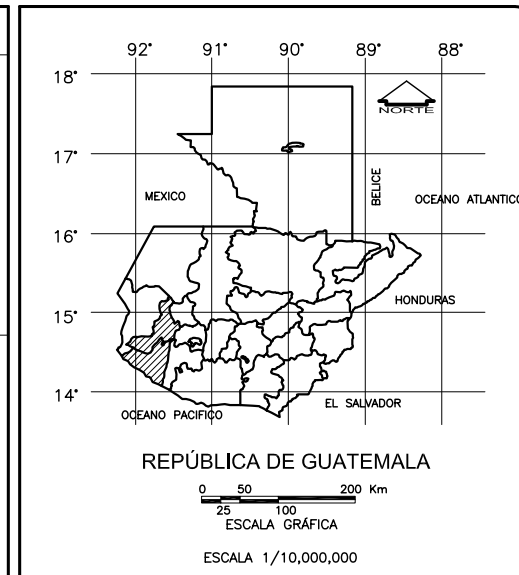 92° 91° 90° 89° 88°
18°
NORTE
17°
BELICE
MEXICO
OCEANO ATLANTICO
16°
HONDURAS
15°
14°
EL SALVADOR
OCEANO PACIFICO
REPÚBLICA DE GUATEMALA
0 50 200 Km
25 100
ESCALA GRÁFICA
ESCALA 1/10,000,000